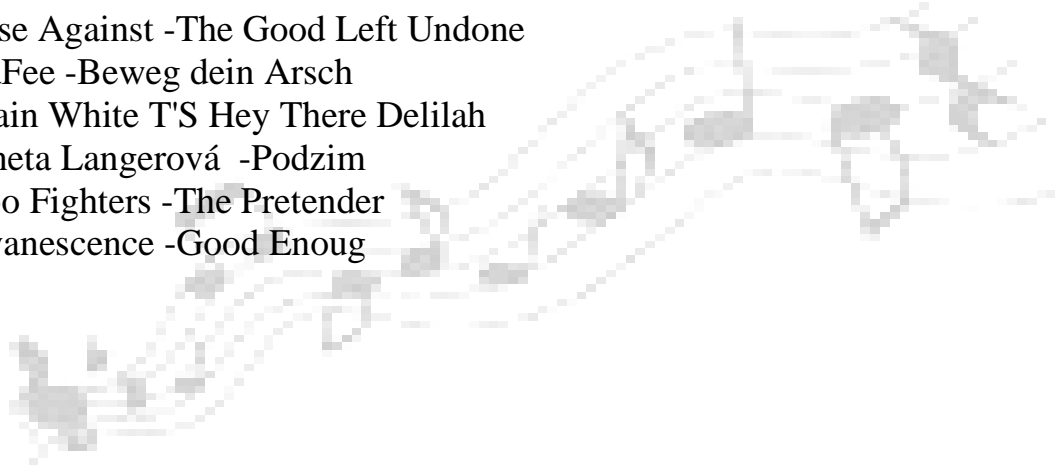 se Against -The Good Left Undone
Fee -Beweg dein Arsch
ain White T'S Hey There Delilah
neta Langerová  -Podzim
o Fighters -The Pretender
vanescence -Good Enoug